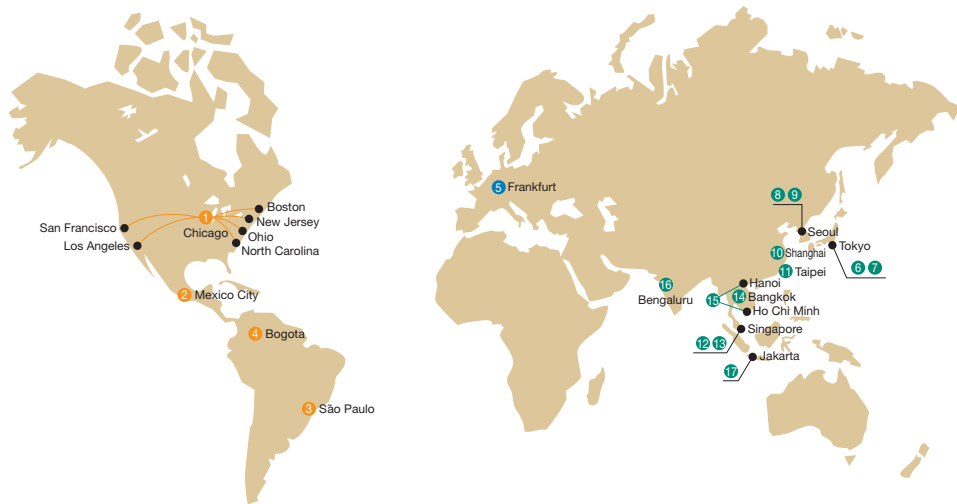 1
Boston
San Francisco
New Jersey
Chicago
Ohio
Los Angeles
North Carolina
2 Mexico City
4 Bogota
3 São Paulo
5 Frankfurt
8 9
Seoul
10 Shanghai
Tokyo
6 7
11 Taipei
16
Bengaluru
Hanoi
15
14 Bangkok
Ho Chi Minh
Singapore
12 13
Jakarta
17